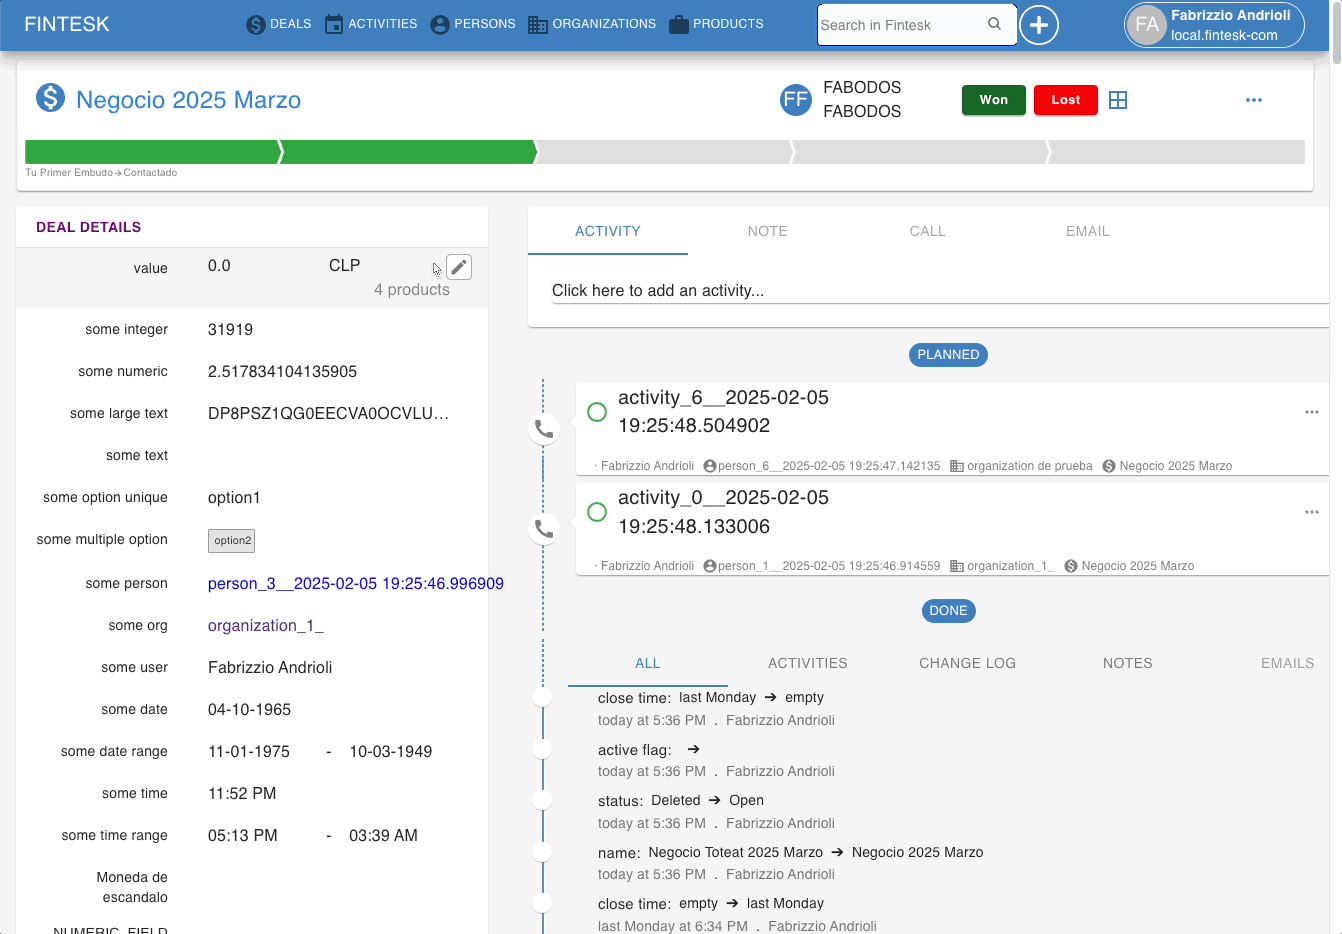 FINTESK
DEALS ACTIVITIES PERSONS ORGANIZATIONS PRODUCTS
Search in Fintesk
FA Fabrizzio Andrioli
local.fintesk-com
Negocio 2025 Marzo
FF FABODOS
FABODOS
Won Lost
Tu Primer Embudo→Contactado
DEAL DETAILS
value 0.0 CLP
4 products
some integer 31919
some numeric 2.517834104135905
some large text DP8PSZ1QG0EECVA0OCVLU...
some text
some option unique option1
some multiple option option2
some person person_3__2025-02-05 19:25:46.996909
some org organization_1_
some user Fabrizzio Andrioli
some date 04-10-1965
some date range 11-01-1975 - 10-03-1949
some time 11:52 PM
some time range 05:13 PM - 03:39 AM
Moneda de
escandalo
NUMERIC_FIELD
ACTIVITY NOTE CALL EMAIL
Click here to add an activity...
PLANNED
activity_6__2025-02-05
19:25:48.504902
· Fabrizzio Andrioli person_6__2025-02-05 19:25:47.142135 organization de prueba Negocio 2025 Marzo
activity_0__2025-02-05
19:25:48.133006
· Fabrizzio Andrioli person_1__2025-02-05 19:25:46.914559 organization_1_ Negocio 2025 Marzo
DONE
ALL ACTIVITIES CHANGE LOG NOTES EMAILS
close time: last Monday → empty
today at 5:36 PM . Fabrizzio Andrioli
active flag: →
today at 5:36 PM . Fabrizzio Andrioli
status: Deleted → Open
today at 5:36 PM . Fabrizzio Andrioli
name: Negocio Toteat 2025 Marzo → Negocio 2025 Marzo
today at 5:36 PM . Fabrizzio Andrioli
close time: empty → last Monday
last Monday at 6:34 PM . Fabrizzio Andrioli